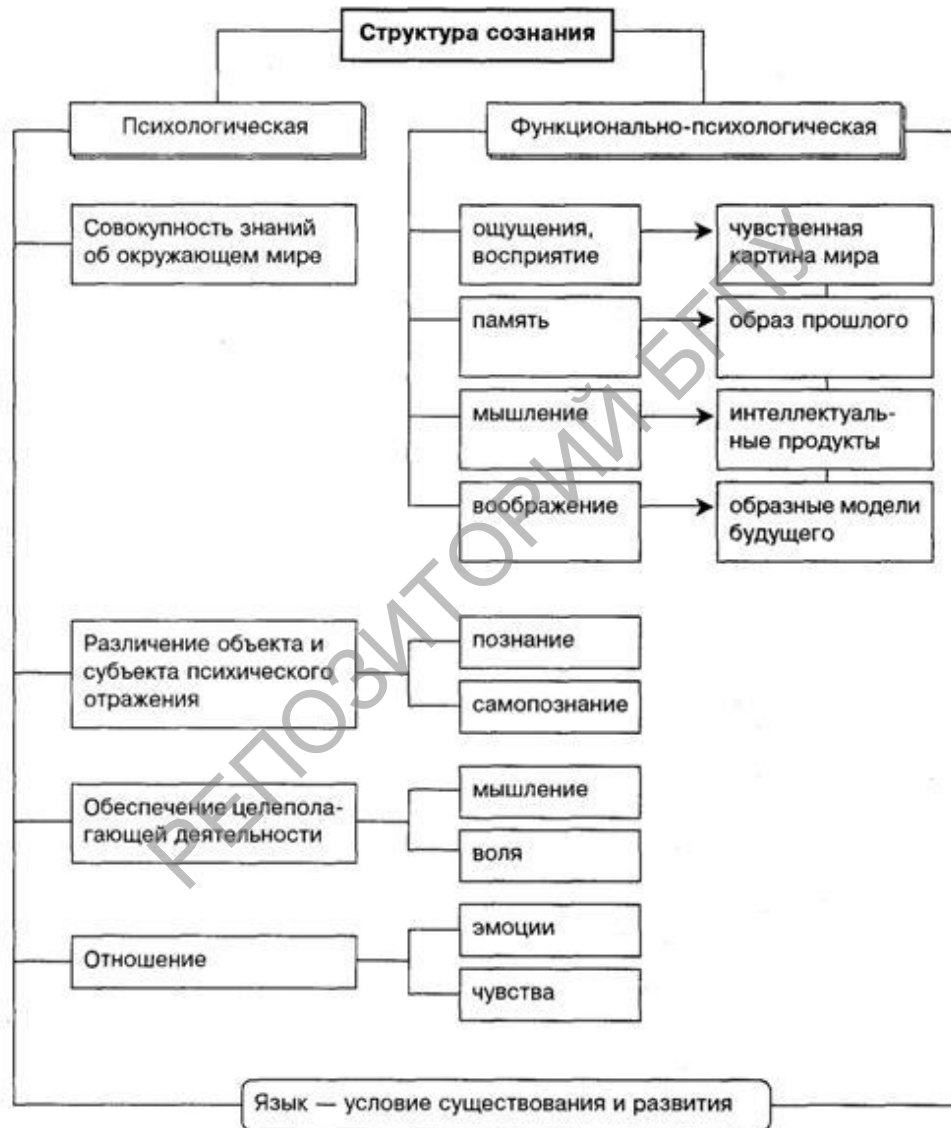 Структура сознания
Психологическая
Функционально-психологическая
Совокупность знаний
об окружающем мире
ощущения,
восприятие
чувственная
картина мира
память
образ прошлого
мышление
интеллектуаль-
ные продукты
воображение
образные модели
будущего
Различение объекта и
субъекта психического
отражения
познание
самопознание
Обеспечение целепола-
гающей деятельности
мышление
воля
Отношение
эмоции
чувства
Язык — условие существования и развития
РЕПОЗИТОРИЙ БГПУ